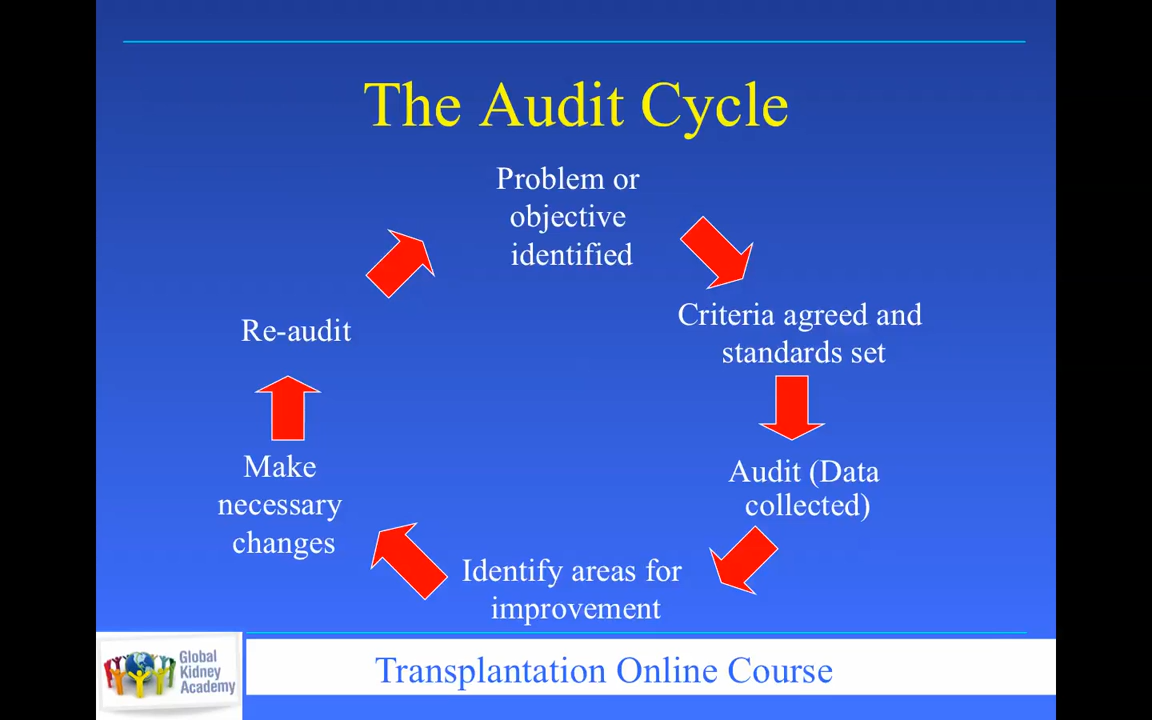 The Audit Cycle
Problem or
objective
identified
Criteria agreed and
standards set
Audit (Data
collected)
Identify areas for
improvement
Make
necessary
changes
Re-audit
Global
Kidney
Academy
Transplantation Online Course